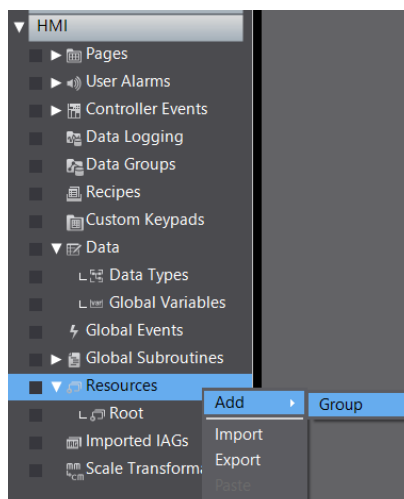 HMI
Pages
User Alarms
Controller Events
Data Logging
Data Groups
Recipes
Custom Keypads
Data
Data Types
Global Variables
Global Events
Global Subroutines
Resources
Add
Group
Root
Import
Imported IAGs
Export
Scale Transforma
Paste